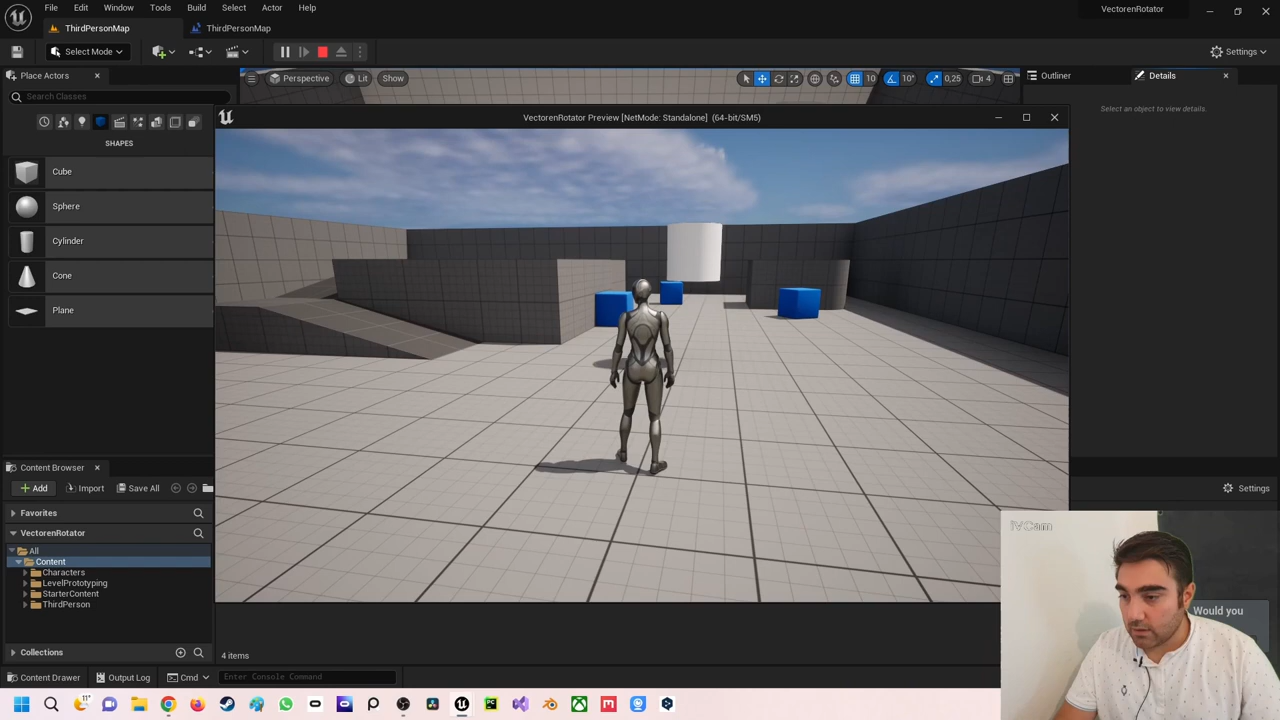 File Edit Window Tools Build Select Actor Help
VectorenRotator
ThirdPersonMap
ThirdPersonMap
Select Mode
Settings
Place Actors
Perspective
Lit
Show
10
10°
0,25
4
Outliner
Details
Search Classes
Select an object to view details.
VectorenRotator Preview [NetMode: Standalone] (64-bit/SM5)
SHAPES
Cube
Sphere
Cylinder
Cone
Plane
Content Browser
Add
Import
Save All
Settings
Favorites
VectorenRotator
All
Content
Characters
LevelPrototyping
StarterContent
ThirdPerson
iVCam
Would you
Collections
4 items
Content Drawer
Output Log
Cmd
Enter Console Command